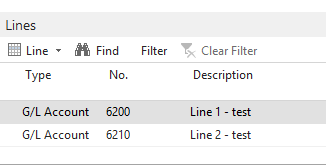 Lines
Line Find Filter Clear Filter
Type No. Description
G/L Account 6200 Line 1 - test
G/L Account 6210 Line 2 - test